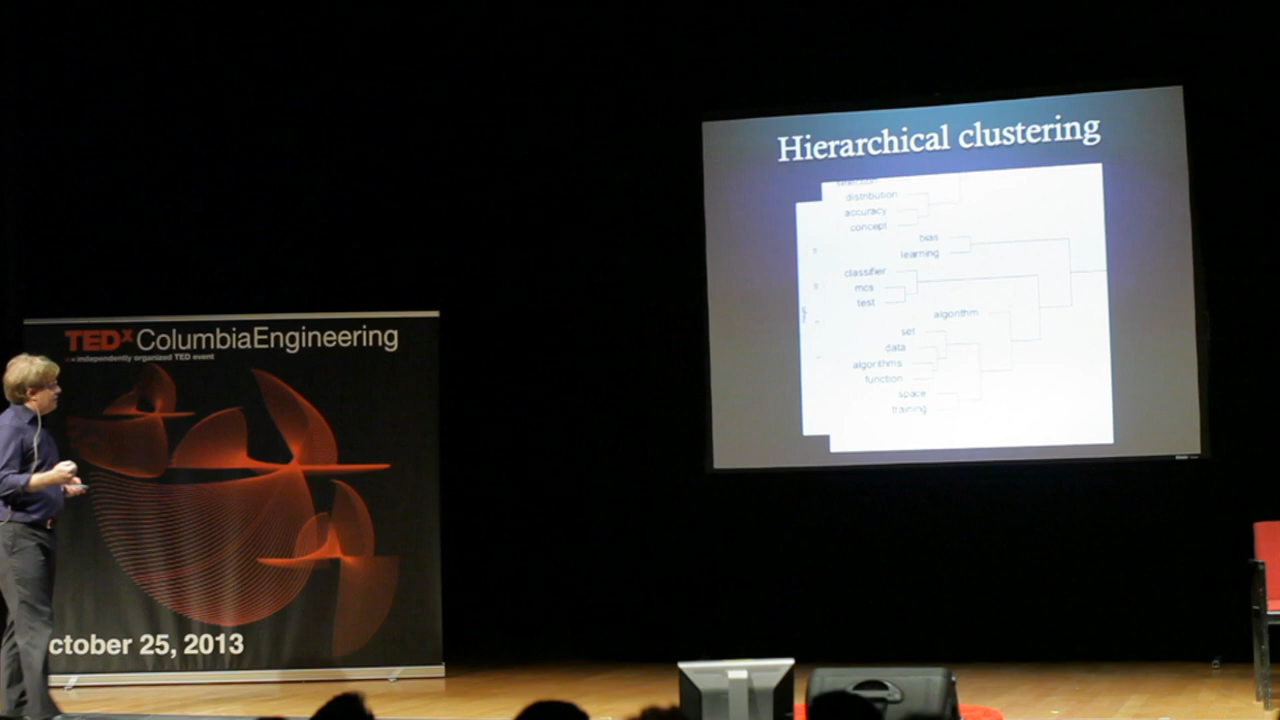 TEDx ColumbiaEngineering
x = independently organized TED event
ctober 25, 2013
Hierarchical clustering
selection
distribution
accuracy
concept
bias
learning
classifier
mcs
test
algorithm
set
data
algorithms
function
space
training